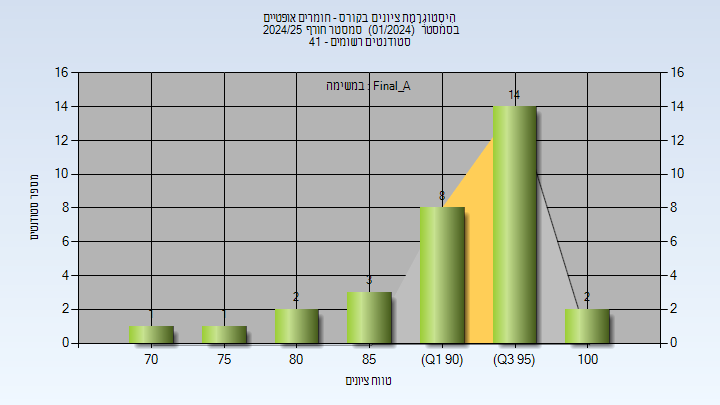 היסטוגרמת ציונים בקורס - חומרים אופטיים
בסמסטר (01/2024) סמסטר חורף 2024/25
סטודנטים רשומים - 41
במשימה : Final_A
מספר סטודנטים
16 16
14 14
12 12
10 10
8 8
6 6
4 4
2 2
0 0
1 1 2 3 8 14 2
70 75 80 85 (Q1 90) (Q3 95) 100
טווח ציונים